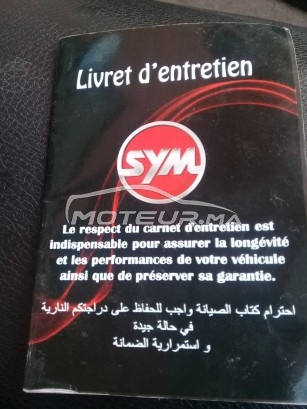 Livret d'entretien
SYM
MOTEUR.MA
Le respect du carnet d'entretien est
indispensable pour assurer la longévité
et les performances de votre véhicule
ainsi que de préserver sa garantie.
احترام كتاب الصيانة واجب للحفاظ على دراجتكم النارية
في حالة جيدة
و استمرارية الضمانة